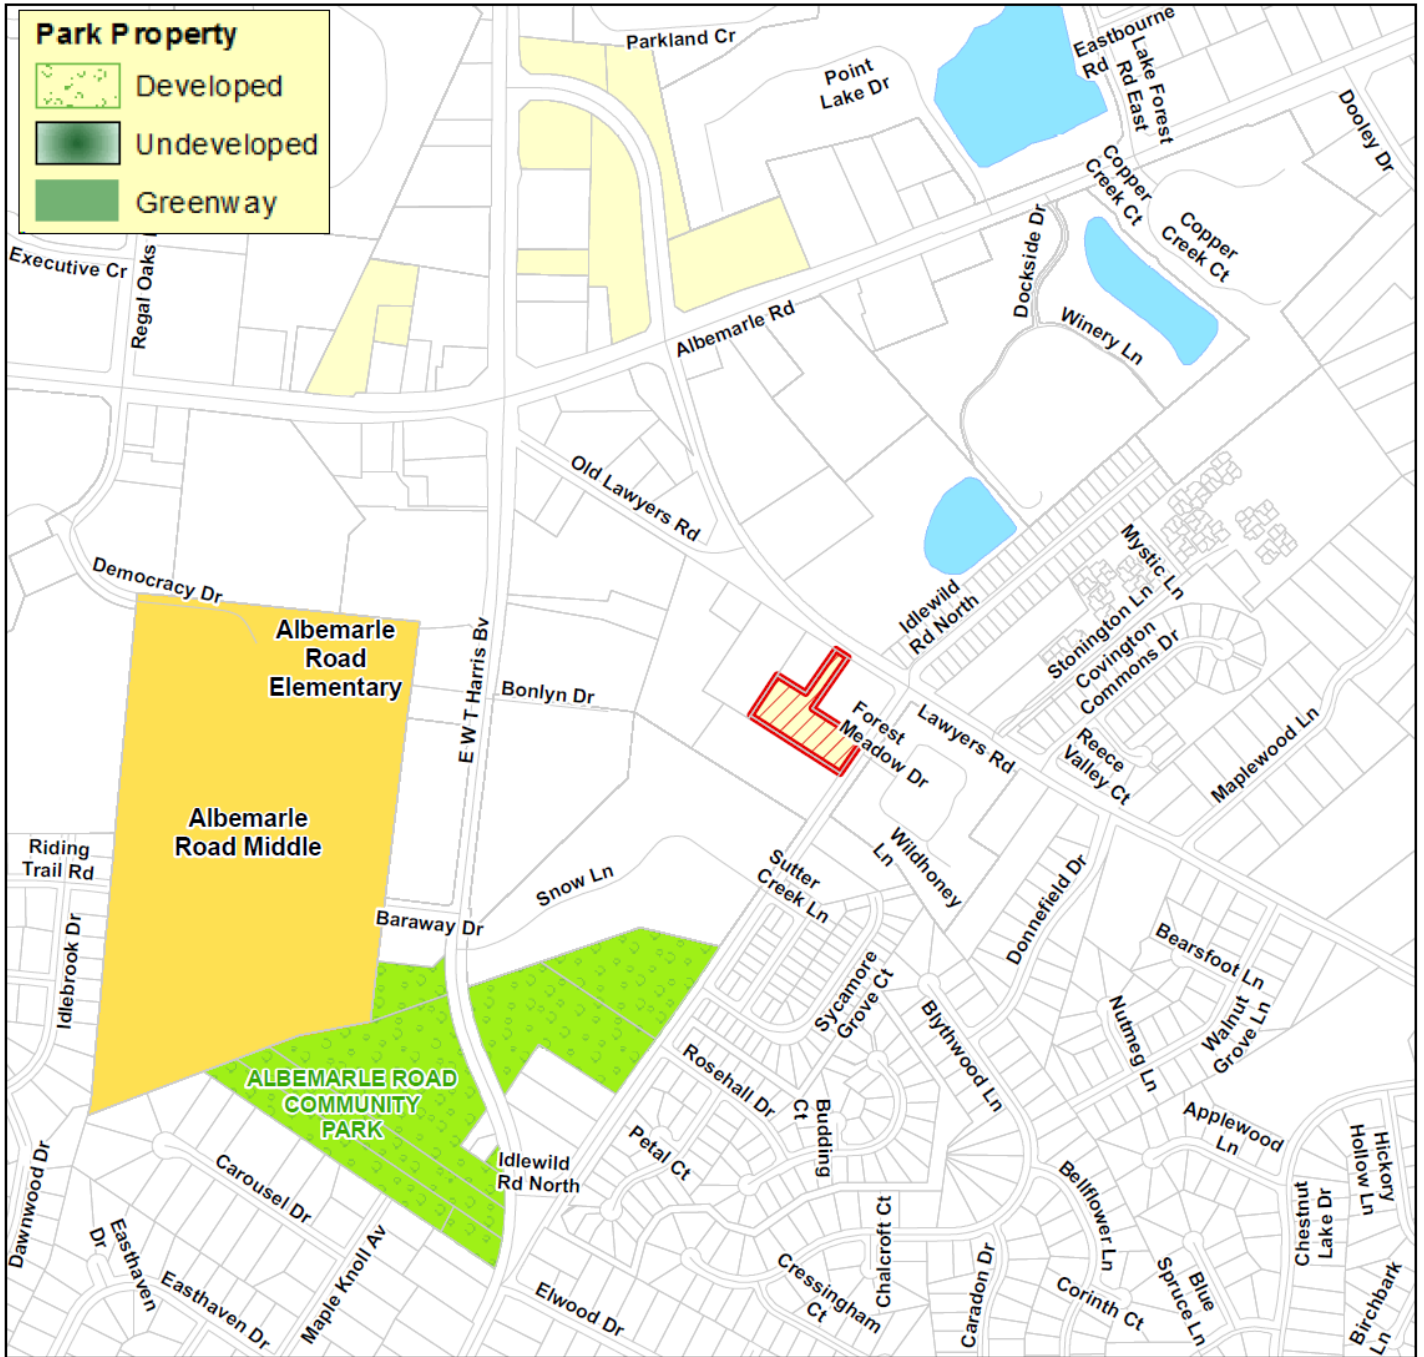 Park Property
Developed
Undeveloped
Greenway
Parkland Cr
Point
Lake Dr
Eastbourne
Rd
Lake Forest
Rd East
Dooley Dr
Copper
Creek Ct
Copper
Creek Ct
Executive Cr
Regal Oaks
Dockside Dr
Winery Ln
Albemarle Rd
Old Lawyers Rd
Democracy Dr
Mystic Ln
Idlewild
Rd North
Stonington Ln
Covington
Commons Dr
Albemarle
Road
Elementary
E W T Harris Bv
Bonlyn Dr
Forest
Meadow Dr
Lawyers Rd
Reece
Valley Ct
Maplewood Ln
Albemarle
Road Middle
Riding
Trail Rd
Wildhoney
Ln
Sutter
Creek Ln
Snow Ln
Baraway Dr
Donnefield Dr
Idlebrook Dr
Bearsfoot Ln
Sycamore
Grove Ct
Walnut
Grove Ln
Nutmeg Ln
Blythwood Ln
ALBEMARLE ROAD
COMMUNITY
PARK
Rosehall Dr
Budding
Ct
Petal Ct
Applewood
Ln
Hickory
Hollow Ln
Idlewild
Rd North
Carousel Dr
Dawnwood Dr
Bellflower Ln
Chestnut
Lake Dr
Chalcroft Ct
Easthaven
Dr
Maple Knoll Av
Easthaven Dr
Cressingham
Ct
Caradon Dr
Corinth Ct
Blue
Spruce Ln
Birchbark
Ln
Elwood Dr